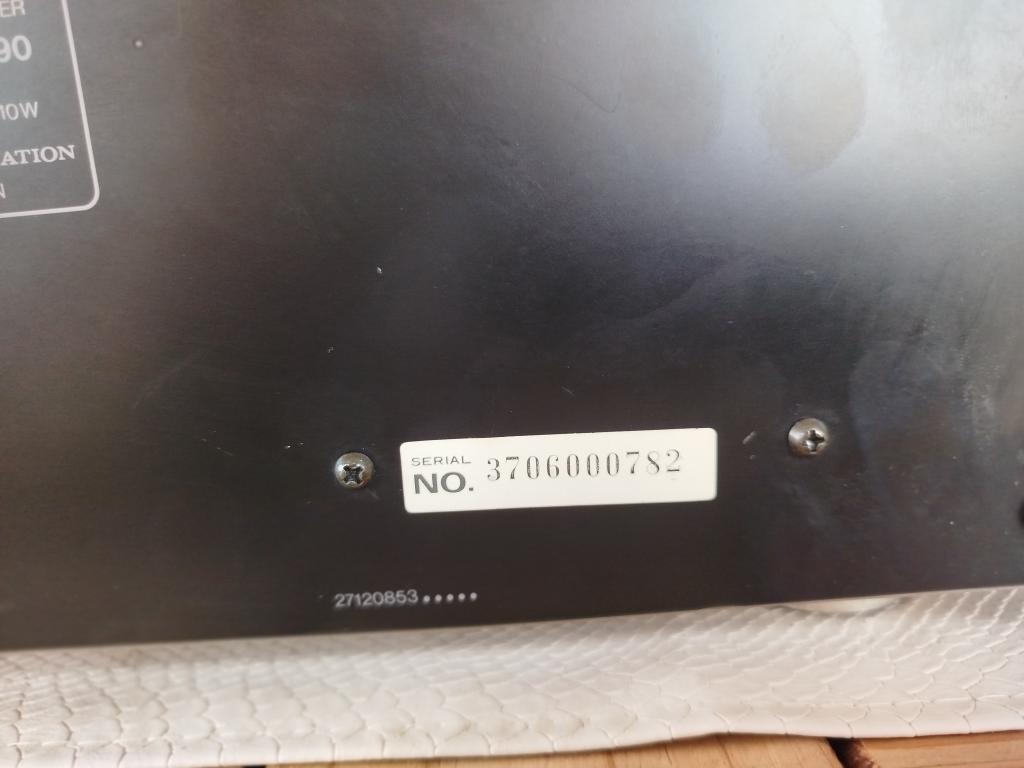 ER
90
10W
ATION
N
SERIAL
NO. 3706000782
27120853.....